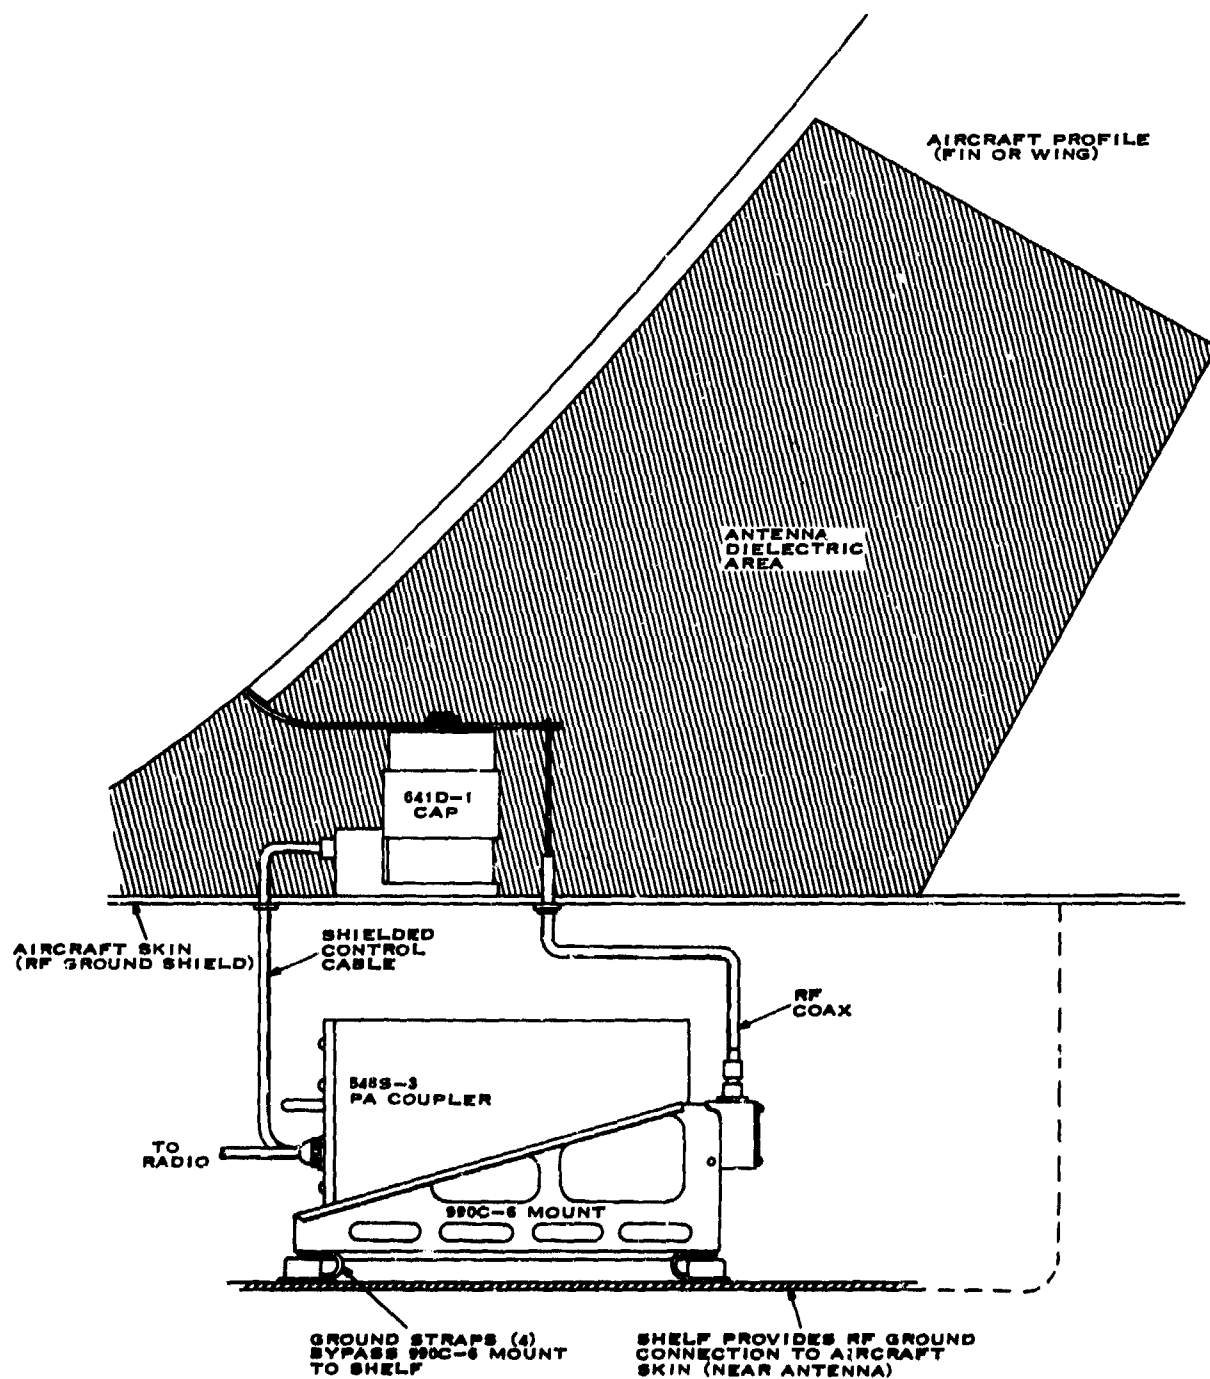 AIRCRAFT PROFILE
(FIN OR WING)
ANTENNA
DIELECTRIC
AREA
641D-1
CAP
AIRCRAFT SKIN
(RF GROUND SHIELD)
SHIELDED
CONTROL
CABLE
RF
COAX
548S-3
PA COUPLER
TO
RADIO
990C-6 MOUNT
GROUND STRAPS (4)
BYPASS 990C-6 MOUNT
TO SHELF
SHELF PROVIDES RF GROUND
CONNECTION TO AIRCRAFT
SKIN (NEAR ANTENNA)